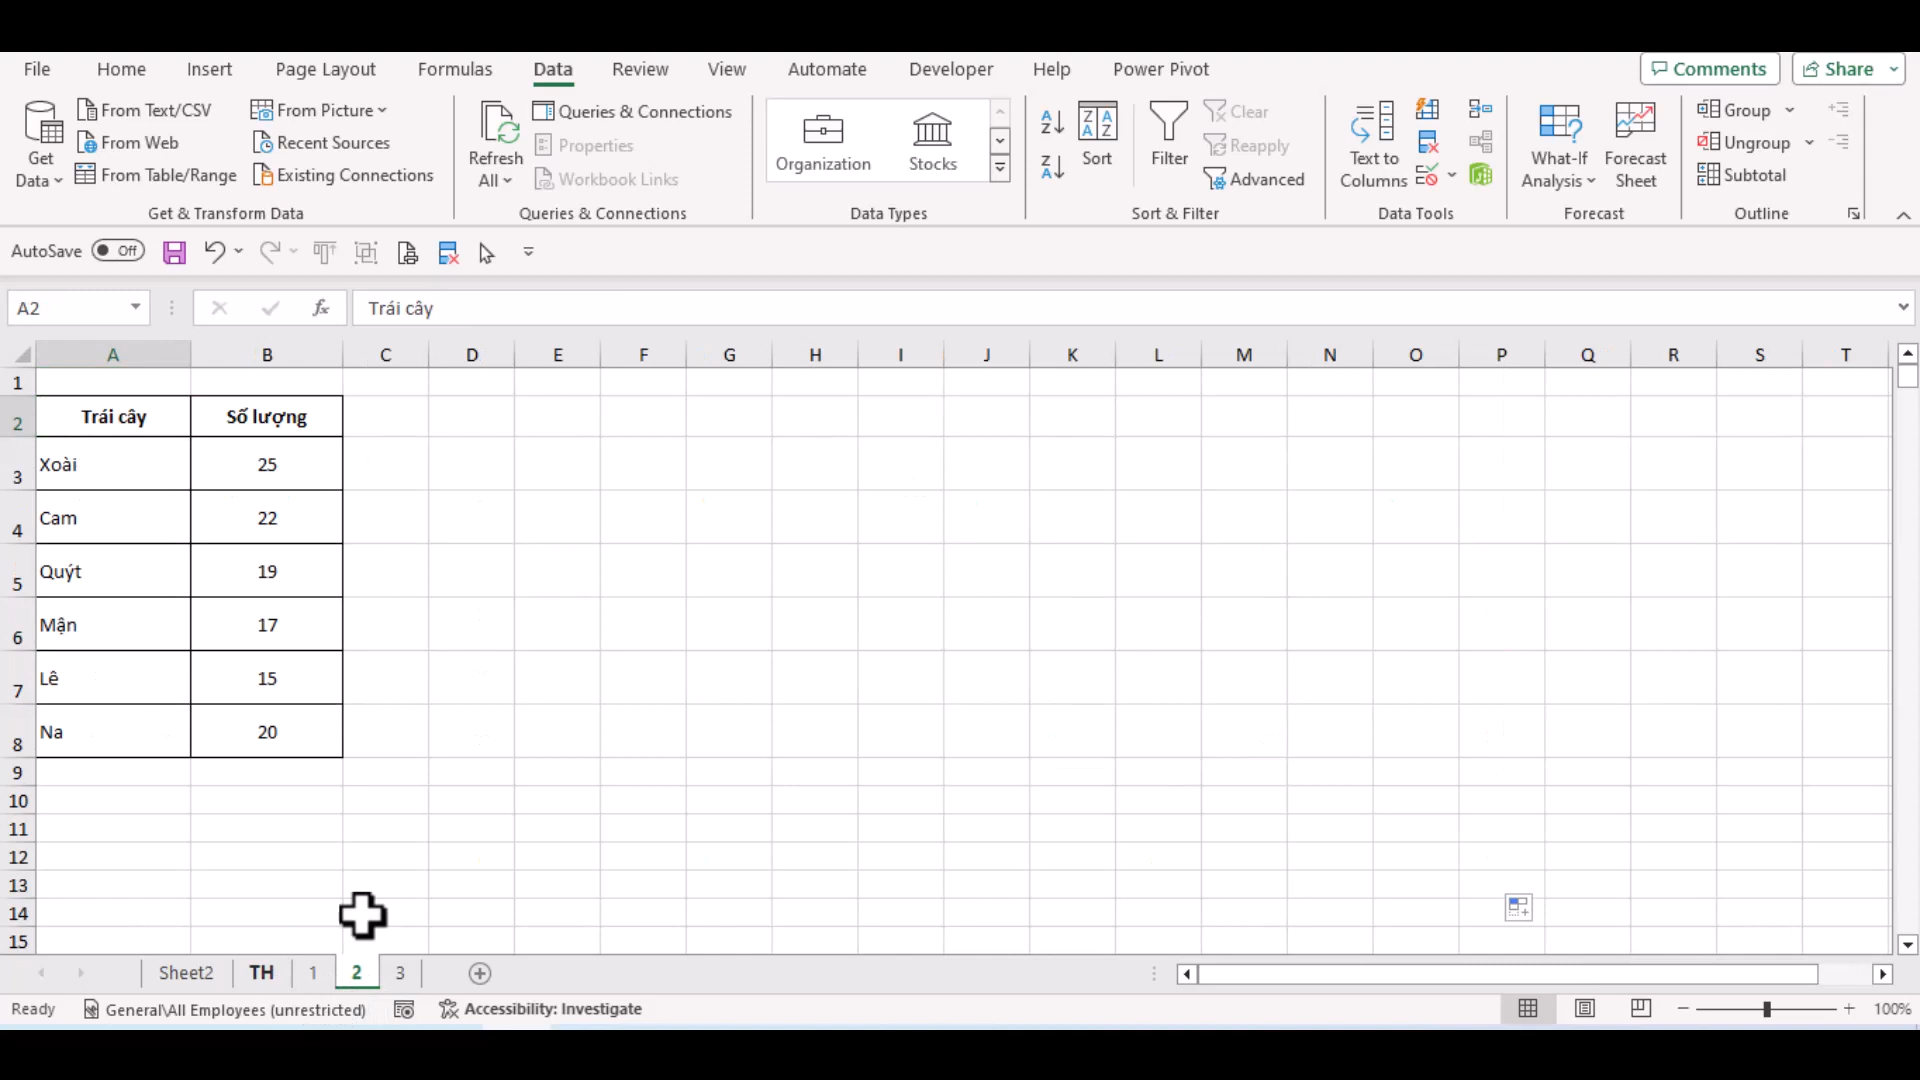 File Home Insert Page Layout Formulas Data Review View Automate Developer Help Power Pivot Comments Share
Get Data From Text/CSV From Picture
From Web Recent Sources
From Table/Range Existing Connections
Get & Transform Data
Refresh All Queries & Connections
Properties
Workbook Links
Queries & Connections
Organization Stocks
Data Types
Sort Filter Clear
Reapply
Advanced
Sort & Filter
Text to Columns
Data Tools
What-If Analysis Forecast Sheet
Forecast
Group
Ungroup
Subtotal
Outline
AutoSave Off
A2 fx Trái cây
A B C D E F G H I J K L M N O P Q R S T
1
2 Trái cây Số lượng
3 Xoài 25
4 Cam 22
5 Quýt 19
6 Mận 17
7 Lê 15
8 Na 20
9
10
11
12
13
14
15
Sheet2 TH 1 2 3
Ready General\All Employees (unrestricted) Accessibility: Investigate 100%